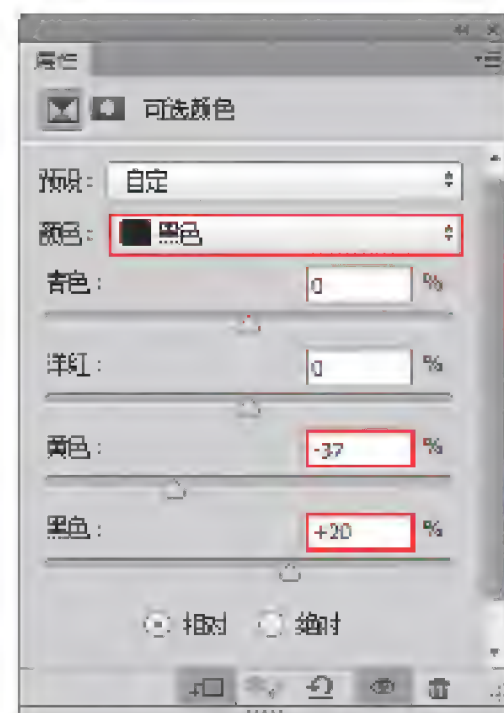 属性
可选颜色
预设： 自定
颜色： 黑色
青色： 0 %
洋红： 0 %
黄色： -37 %
黑色： +20 %
相对 绝对